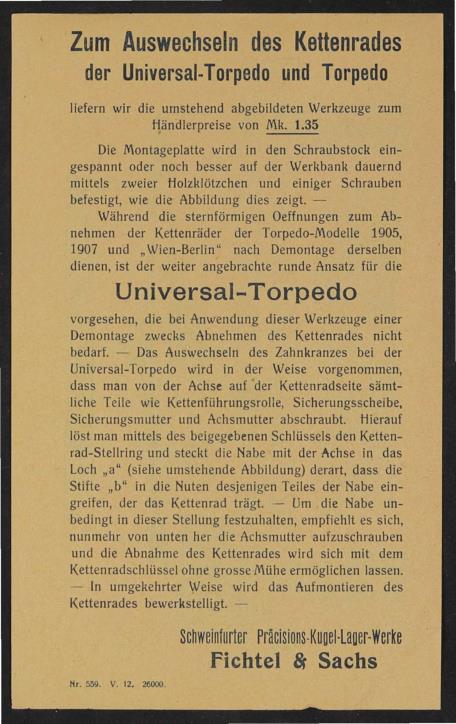 Zum Auswechseln des Kettenrades
der Universal-Torpedo und Torpedo
liefern wir die umstehend abgebildeten Werkzeuge zum
Händlerpreise von Mk. 1.35
Die Montageplatte wird in den Schraubstock ein-
gespannt oder noch besser auf der Werkbank dauernd
mittels zweier Holzklötzchen und einiger Schrauben
befestigt, wie die Abbildung dies zeigt. —
Während die sternförmigen Oeffnungen zum Ab-
nehmen der Kettenräder der Torpedo-Modelle 1905,
1907 und „Wien-Berlin" nach Demontage derselben
dienen, ist der weiter angebrachte runde Ansatz für die
Universal-Torpedo
vorgesehen, die bei Anwendung dieser Werkzeuge einer
Demontage zwecks Abnehmen des Kettenrades nicht
bedarf. — Das Auswechseln des Zahnkranzes bei der
Universal-Torpedo wird in der Weise vorgenommen,
dass man von der Achse auf der Kettenradseite sämt-
liche Teile wie Kettenführungsrolle, Sicherungsscheibe,
Sicherungsmutter und Achsmutter abschraubt. Hierauf
löst man mittels des beigegebenen Schlüssels den Ketten-
rad-Stellring und steckt die Nabe mit der Achse in das
Loch „a" (siehe umstehende Abbildung) derart, dass die
Stifte „b" in die Nuten desjenigen Teiles der Nabe ein-
greifen, der das Kettenrad trägt. — Um die Nabe un-
bedingt in dieser Stellung festzuhalten, empfiehlt es sich,
nunmehr von unten her die Achsmutter aufzuschrauben
und die Abnahme des Kettenrades wird sich mit dem
Kettenradschlüssel ohne grosse Mühe ermöglichen lassen.
— In umgekehrter Weise wird das Aufmontieren des
Kettenrades bewerkstelligt. —
Schweinfurter Präcisions-Kugel-Lager-Werke
Fichtel & Sachs
Nr. 559. V. 12. 26000.